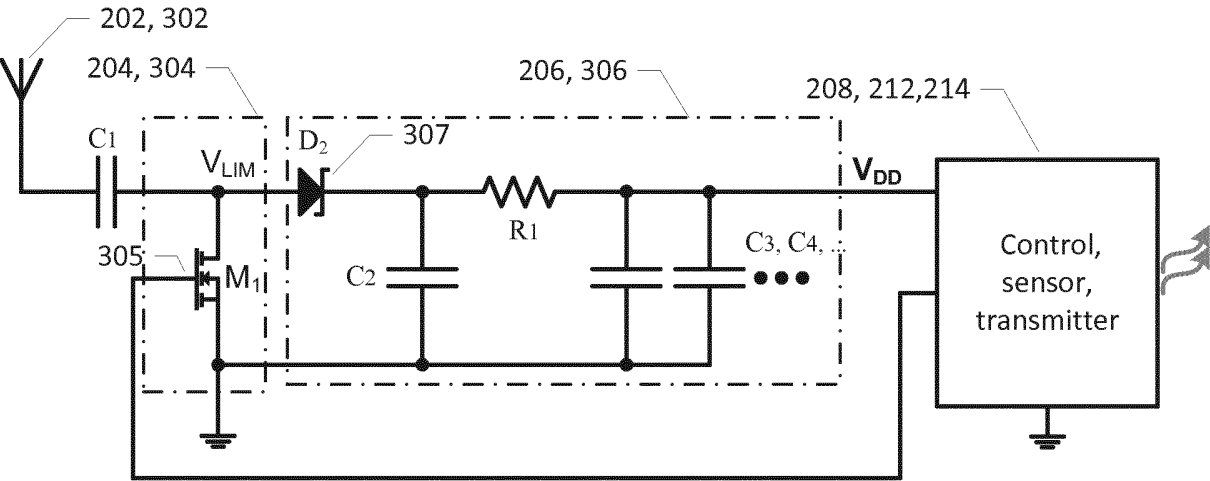 202, 302
204, 304
206, 306
208, 212,214
C1
VLIM
D2
307
VDD
R1
305
M1
C2
C3, C4, ..
Control,
sensor,
transmitter